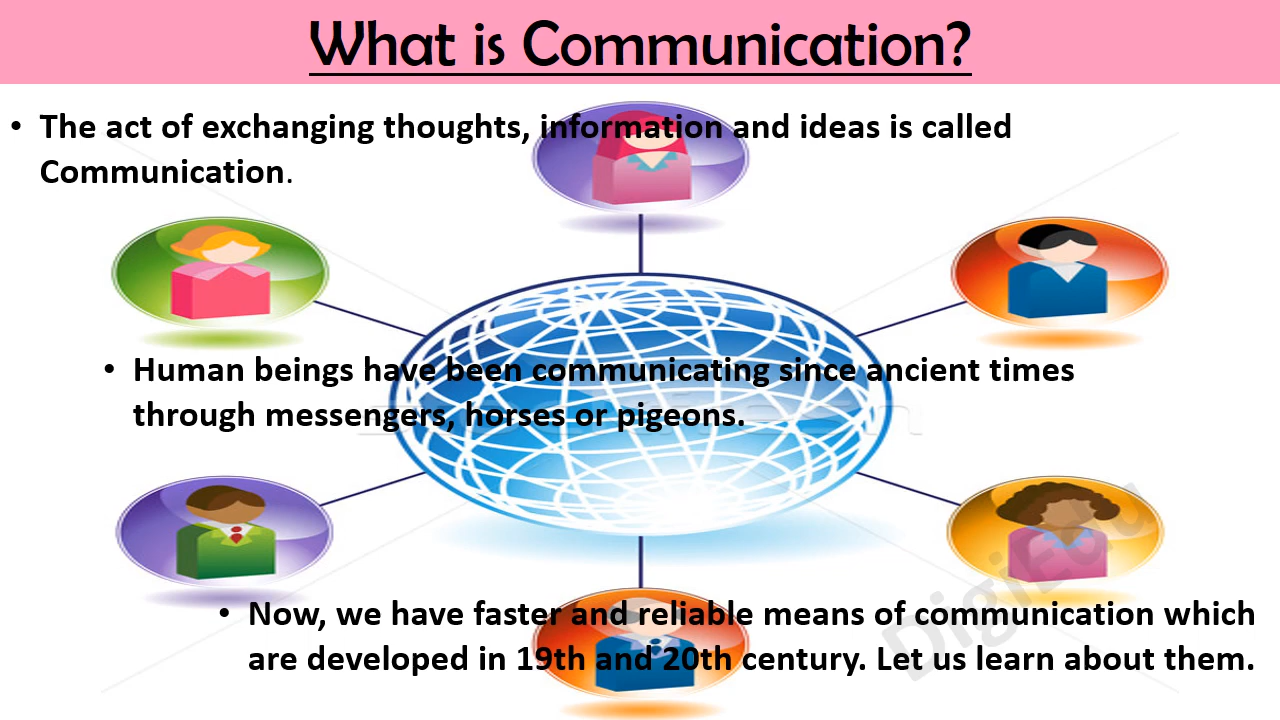 What is Communication?
• The act of exchanging thoughts, information and ideas is called
Communication.
• Human beings have been communicating since ancient times
through messengers, horses or pigeons.
• Now, we have faster and reliable means of communication which
are developed in 19th and 20th century. Let us learn about them.
DigiEdu